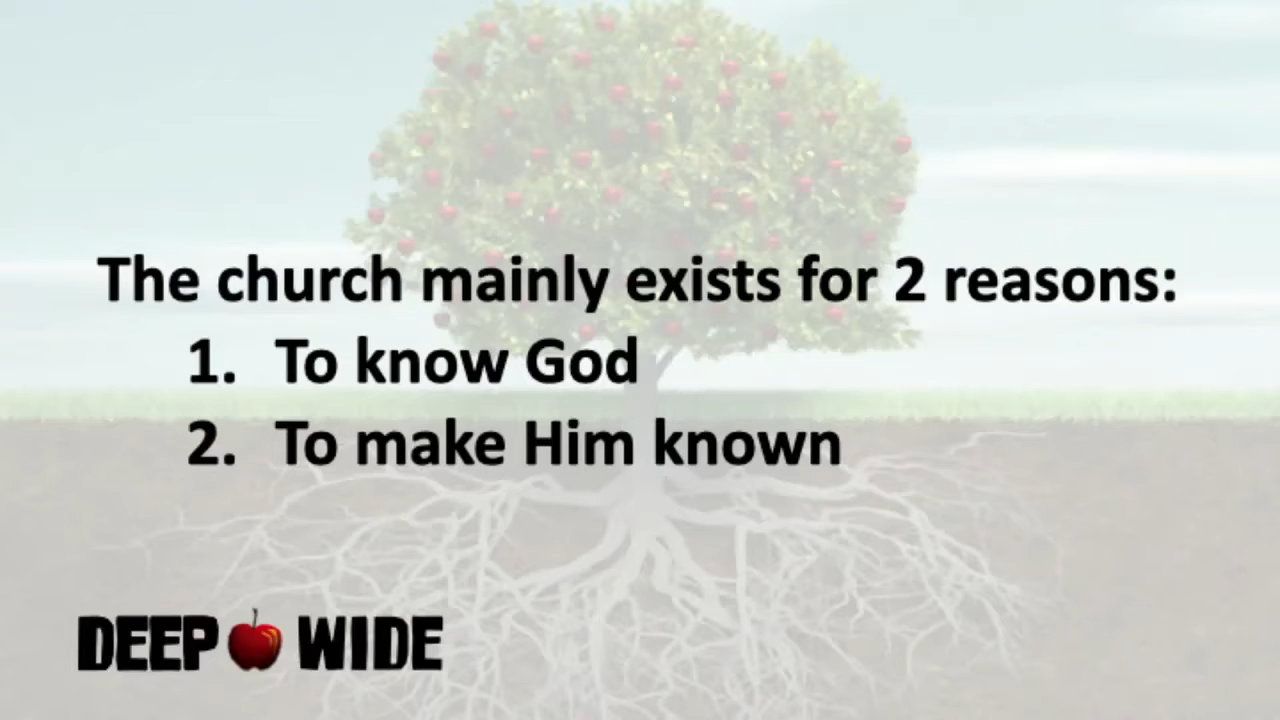 The church mainly exists for 2 reasons:
1. To know God
2. To make Him known
DEEP WIDE